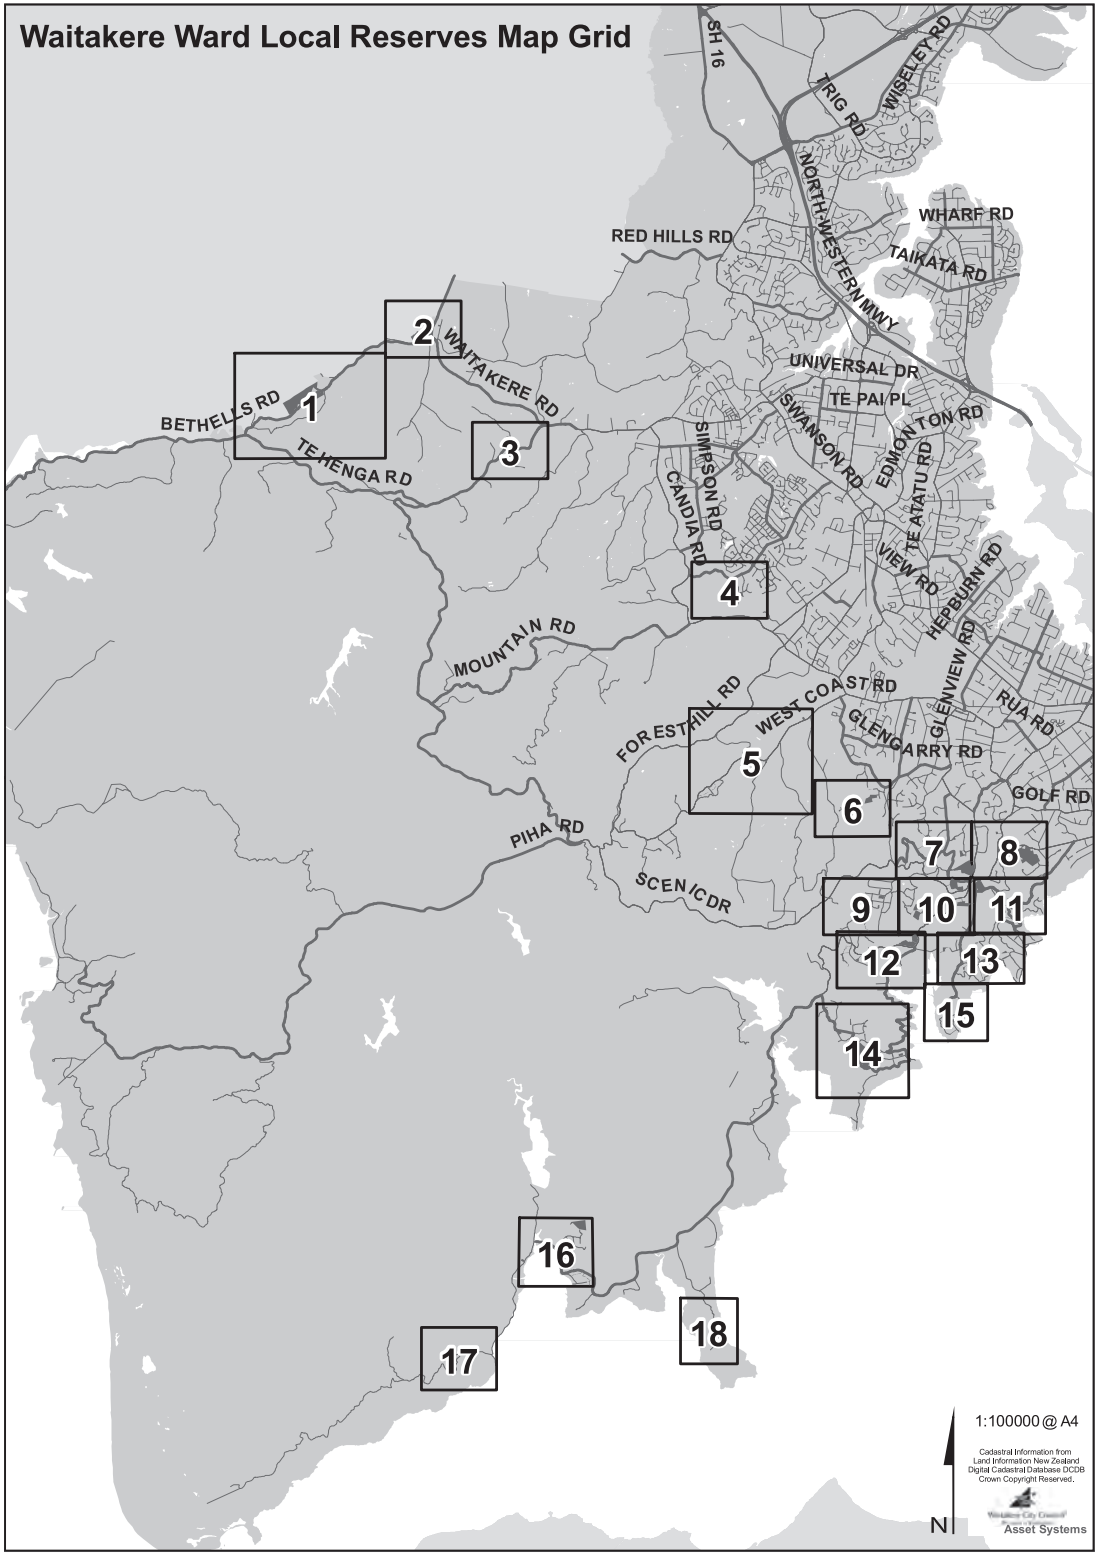 Waitakere Ward Local Reserves Map Grid
SH 16
TRIG RD
WISELEY RD
NORTH-WESTERN MWY
WHARF RD
TAIKATA RD
RED HILLS RD
2
WAITAKERE RD
1
BETHELLS RD
TE HENGA RD
3
UNIVERSAL DR
TE PAI PL
SWANSON RD
EDMONTON RD
SIMPSON RD
CANDIA RD
TE ATATU RD
VIEW RD
HEPBURN RD
4
MOUNTAIN RD
GLENVIEW RD
RUA RD
FORESTHILL RD
WEST COAST RD
GLENGARRY RD
5
6
GOLF RD
PIHA RD
SCENIC DR
7
8
9
10
11
12
13
15
14
16
18
17
1:100000 @ A4
Cadastral Information from
Land Information New Zealand
Digital Cadastral Database DCDB
Crown Copyright Reserved.
N
Waitakere City Council
Asset Systems